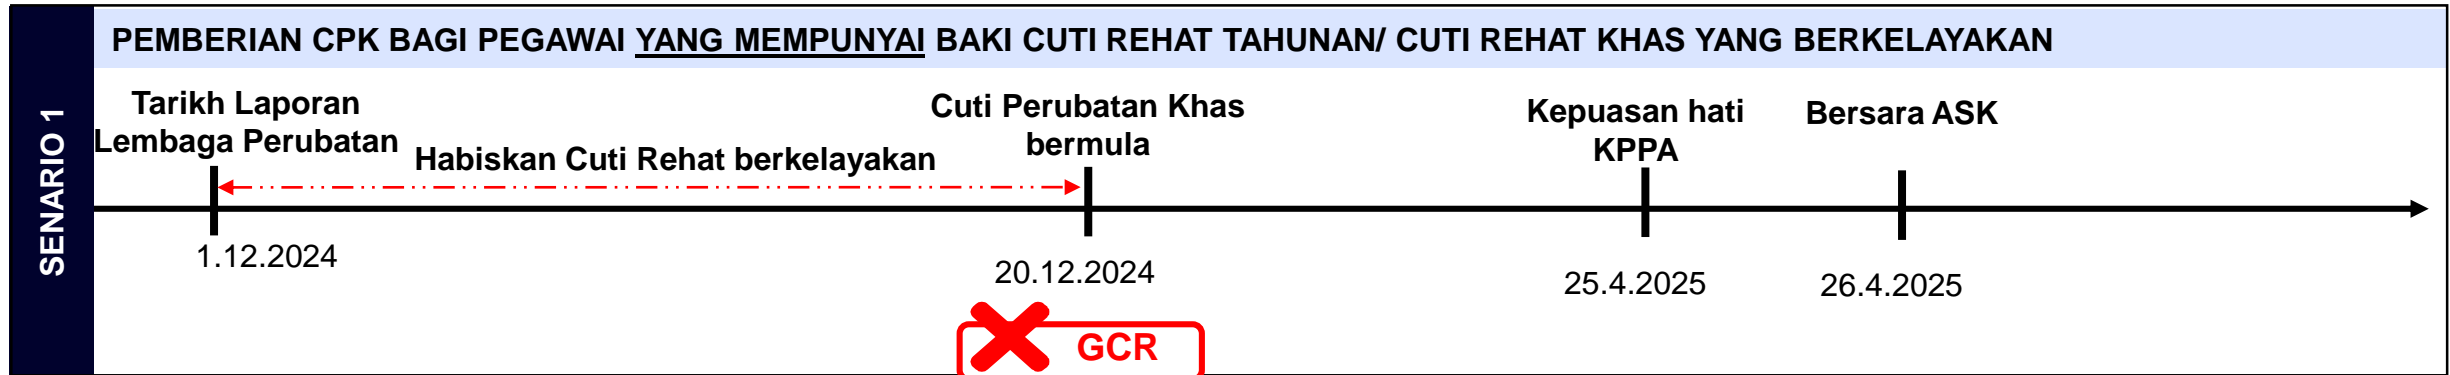 SENARIO 1
PEMBERIAN CPK BAGI PEGAWAI YANG MEMPUNYAI BAKI CUTI REHAT TAHUNAN/ CUTI REHAT KHAS YANG BERKELAYAKAN
Tarikh Laporan
Lembaga Perubatan
Habiskan Cuti Rehat berkelayakan
Cuti Perubatan Khas
bermula
Kepuasan hati
KPPA
Bersara ASK
1.12.2024
20.12.2024
25.4.2025
26.4.2025
GCR